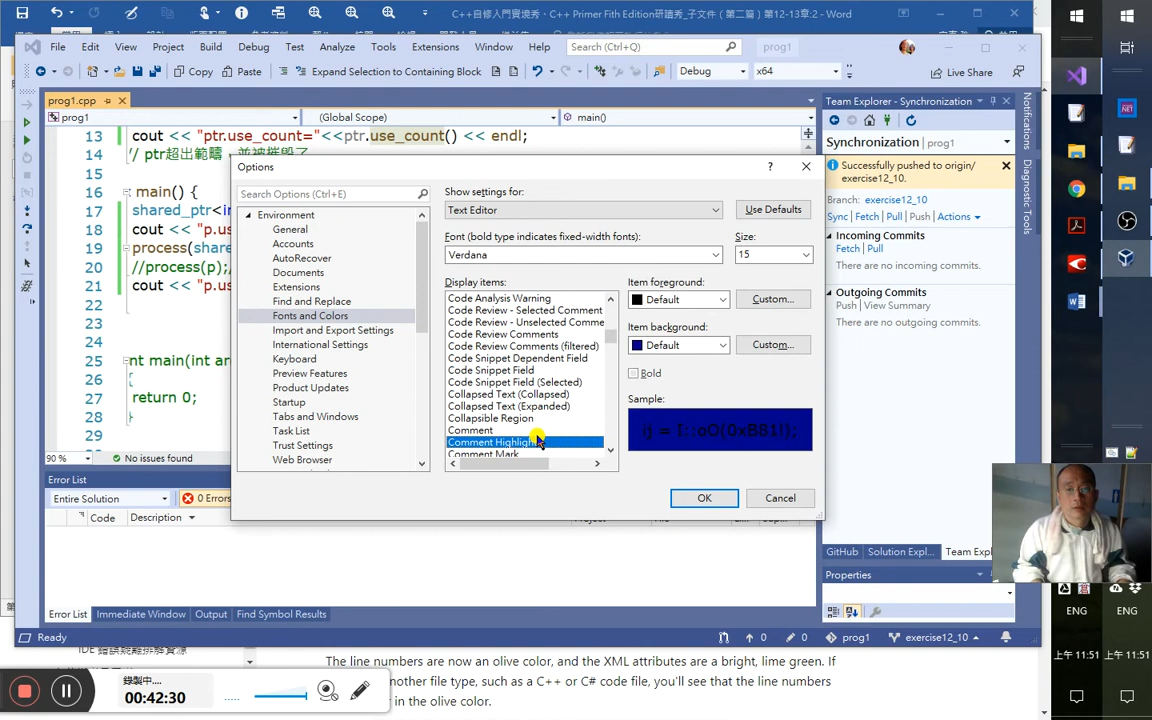 C++自修入門實境秀、C++ Primer Fith Edition研讀秀_子文件（第二篇）第12-13章:2 - Word
File Edit View Project Build Debug Test Analyze Tools Extensions Window Help Search (Ctrl+Q) prog1
Copy Paste Expand Selection to Containing Block Debug x64 Live Share
prog1.cpp
prog1 (Global Scope) main()
13 cout << "ptr.use_count="<<ptr.use_count() << endl;
14 // ptr超出範疇，並被摧毀了
15
16 main() {
17 shared_ptr<in
18 cout << "p.us
19 process(share
20 //process(p);/
21 cout << "p.us
22
25 nt main(int ar
26 {
27 return 0;
28 }
29
90 % No issues found
Options
Search Options (Ctrl+E)
Environment
General
Accounts
AutoRecover
Documents
Extensions
Find and Replace
Fonts and Colors
Import and Export Settings
International Settings
Keyboard
Preview Features
Product Updates
Startup
Tabs and Windows
Task List
Trust Settings
Web Browser
Show settings for:
Text Editor
Use Defaults
Font (bold type indicates fixed-width fonts):
Size:
Verdana
15
Display items:
Code Analysis Warning
Code Review - Selected Comment
Code Review - Unselected Comme
Code Review Comments
Code Review Comments (filtered)
Code Snippet Dependent Field
Code Snippet Field
Code Snippet Field (Selected)
Collapsed Text (Collapsed)
Collapsed Text (Expanded)
Collapsible Region
Comment
Comment Highligh
Comment Mark
Item foreground:
Default
Custom...
Item background:
Default
Custom...
Bold
Sample:
ij = I::oO(0xB81l);
OK Cancel
Team Explorer - Synchronization
Synchronization prog1
Successfully pushed to origin/
exercise12_10.
Branch: exercise12_10
Sync Fetch Pull Push Actions
Incoming Commits
Fetch Pull
There are no incoming commits.
Outgoing Commits
Push View Summary
There are no outgoing commits.
GitHub Solution Expl... Team Expl
Properties
Notifications
Diagnostic Tools
Error List
Entire Solution 0 Errors
Code Description
Error List Immediate Window Output Find Symbol Results
Ready 0 0 prog1 exercise12_10
The line numbers are now an olive color, and the XML attributes are a bright, lime green. If
nother file type, such as a C++ or C# code file, you'll see that the line numbers
in the olive color.
錄製中....
00:42:30
.NET
ENG ENG
上午 11:51 上午 11:51